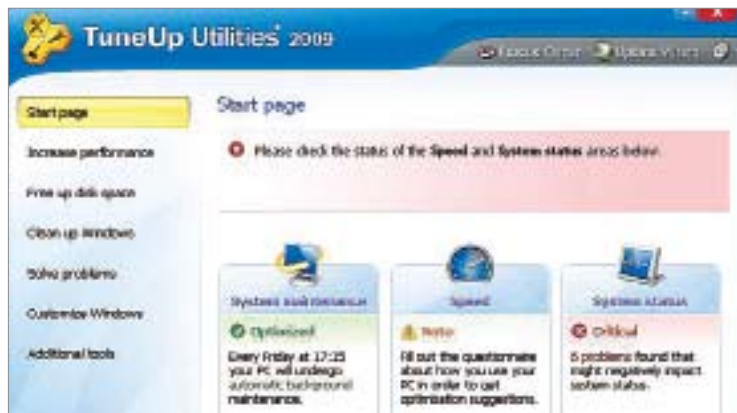 TuneUp Utilities 2009
Rescue Center Update Wizard
Start page
Increase performance
Free up disk space
Clean up Windows
Solve problems
Customize Windows
Additional tools
Start page
Please check the status of the Speed and System status areas below.
System maintenance
Optimized
Every Friday at 17:15
your PC will undergo
automatic background
maintenance.
Speed
Note
Fill out the questionnaire
about how you use your
PC in order to get
optimization suggestions.
System status
Critical
6 problems found that
might negatively impact
system status.